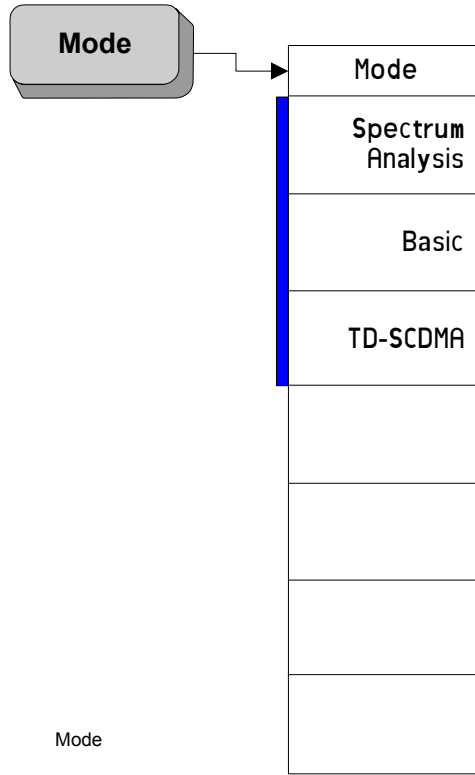 Mode
Mode
Spectrum
Analysis
Basic
TD-SCDMA
Mode